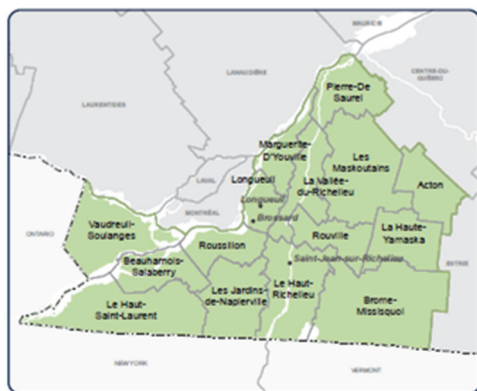 MAURICIE
LANAUDIÈRE
CENTRE-DU-
QUÉBEC
LAURENTIDES
Pierre-De
Saurel
Marguerite-
D'Youville
Les
Maskoutains
LAVAL
Longueuil
La Vallée-
du-Richelieu
Acton
Longueuil
MONTRÉAL
Brossard
Vaudreuil-
Soulanges
ONTARIO
Roussillon
Rouville
La Haute-
Yamaska
Beauharnois-
Salaberry
Saint-Jean-sur-Richelieu
ESTRIE
Le Haut-
Saint-Laurent
Les Jardins-
de-Napierville
Le Haut-
Richelieu
Brome-
Missisquoi
NEW YORK
VERMONT